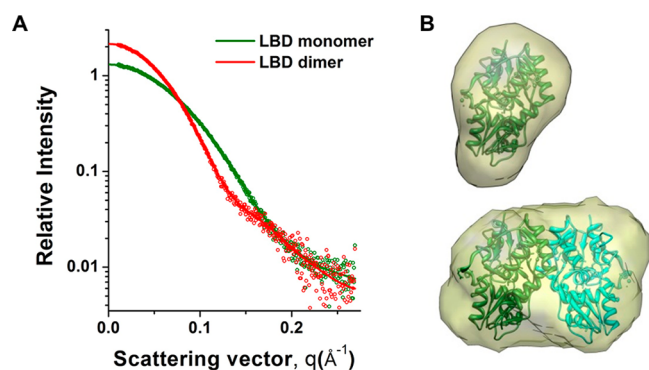 A
B
LBD monomer
LBD dimer
1
0.1
0.01
Relative Intensity
0.0
0.1
0.2
Scattering vector, q(Å⁻¹)